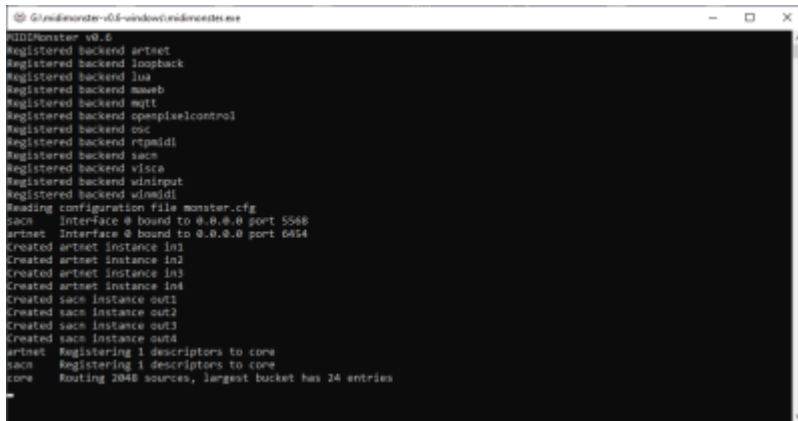 G:\midimonster-v0.6-windows\midimonster.exe
MIDIMonster v0.6
Registered backend artnet
Registered backend loopback
Registered backend lua
Registered backend maweb
Registered backend mqtt
Registered backend openpixelcontrol
Registered backend osc
Registered backend rtpmidi
Registered backend sacn
Registered backend visca
Registered backend wininput
Registered backend winmidi
Reading configuration file monster.cfg
sacn Interface 0 bound to 0.0.0.0 port 5568
artnet Interface 0 bound to 0.0.0.0 port 6454
Created artnet instance in1
Created artnet instance in2
Created artnet instance in3
Created artnet instance in4
Created sacn instance out1
Created sacn instance out2
Created sacn instance out3
Created sacn instance out4
artnet Registering 1 descriptors to core
sacn Registering 1 descriptors to core
core Routing 2048 sources, largest bucket has 24 entries